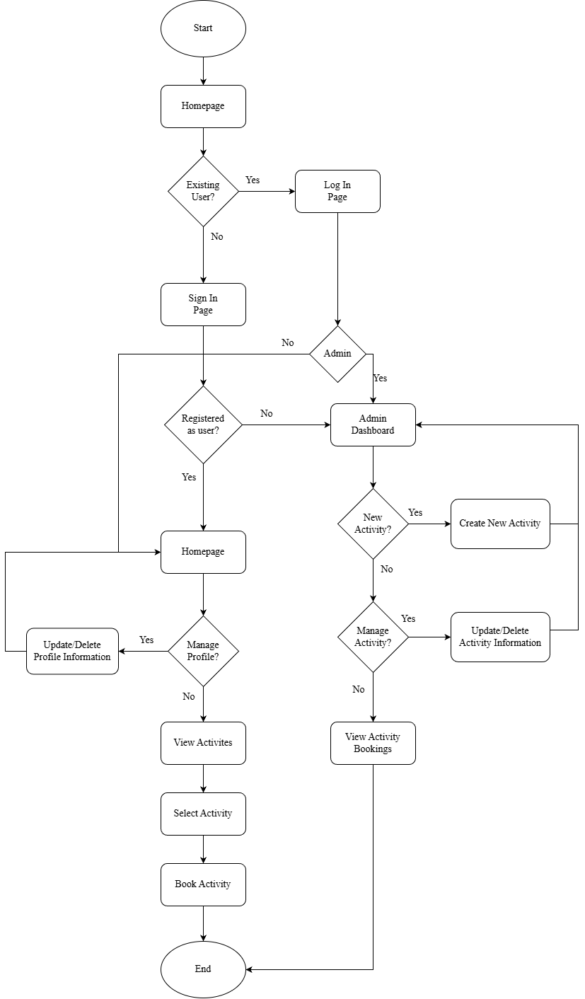 Start
Homepage
Existing
User?
Yes
Log In
Page
No
Sign In
Page
No
Admin
Yes
Registered
as user?
No
Admin
Dashboard
Yes
New
Activity?
Yes
Create New Activity
Homepage
No
Manage
Activity?
Yes
Update/Delete
Activity Information
Update/Delete
Profile Information
Yes
Manage
Profile?
No
No
View Activites
View Activity
Bookings
Select Activity
Book Activity
End